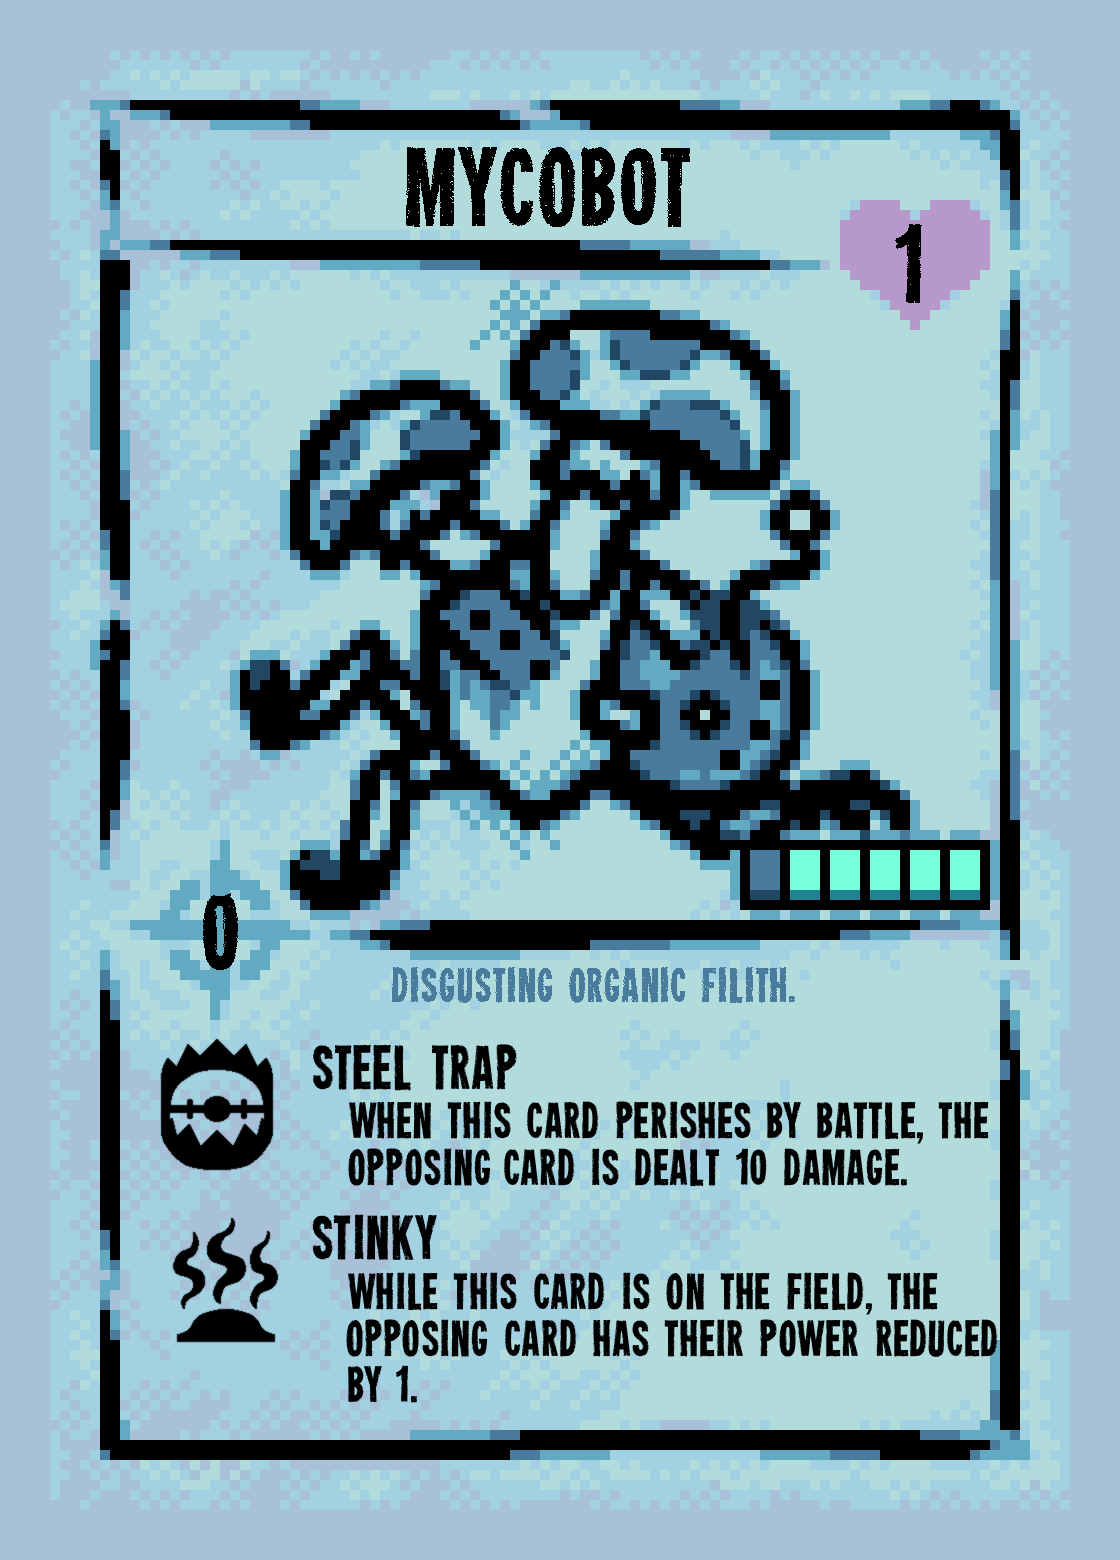 MYCOBOT
1
0
DISGUSTING ORGANIC FILITH.
STEEL TRAP
WHEN THIS CARD PERISHES BY BATTLE, THE
OPPOSING CARD IS DEALT 10 DAMAGE.
STINKY
WHILE THIS CARD IS ON THE FIELD, THE
OPPOSING CARD HAS THEIR POWER REDUCED
BY 1.